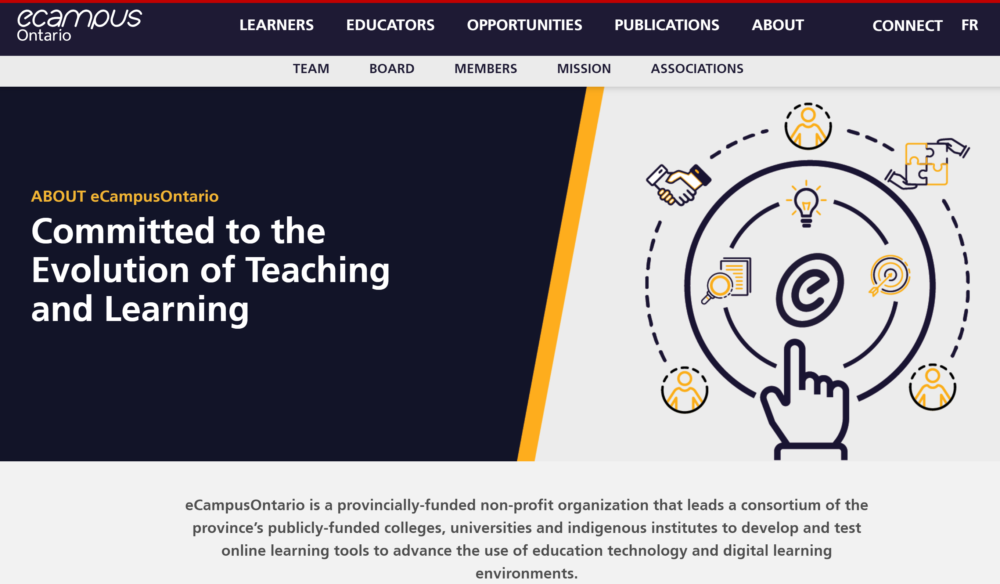 ecampus
Ontario
LEARNERS EDUCATORS OPPORTUNITIES PUBLICATIONS ABOUT CONNECT FR
TEAM BOARD MEMBERS MISSION ASSOCIATIONS
ABOUT eCampusOntario
Committed to the
Evolution of Teaching
and Learning
e
eCampusOntario is a provincially-funded non-profit organization that leads a consortium of the
province’s publicly-funded colleges, universities and indigenous institutes to develop and test
online learning tools to advance the use of education technology and digital learning
environments.